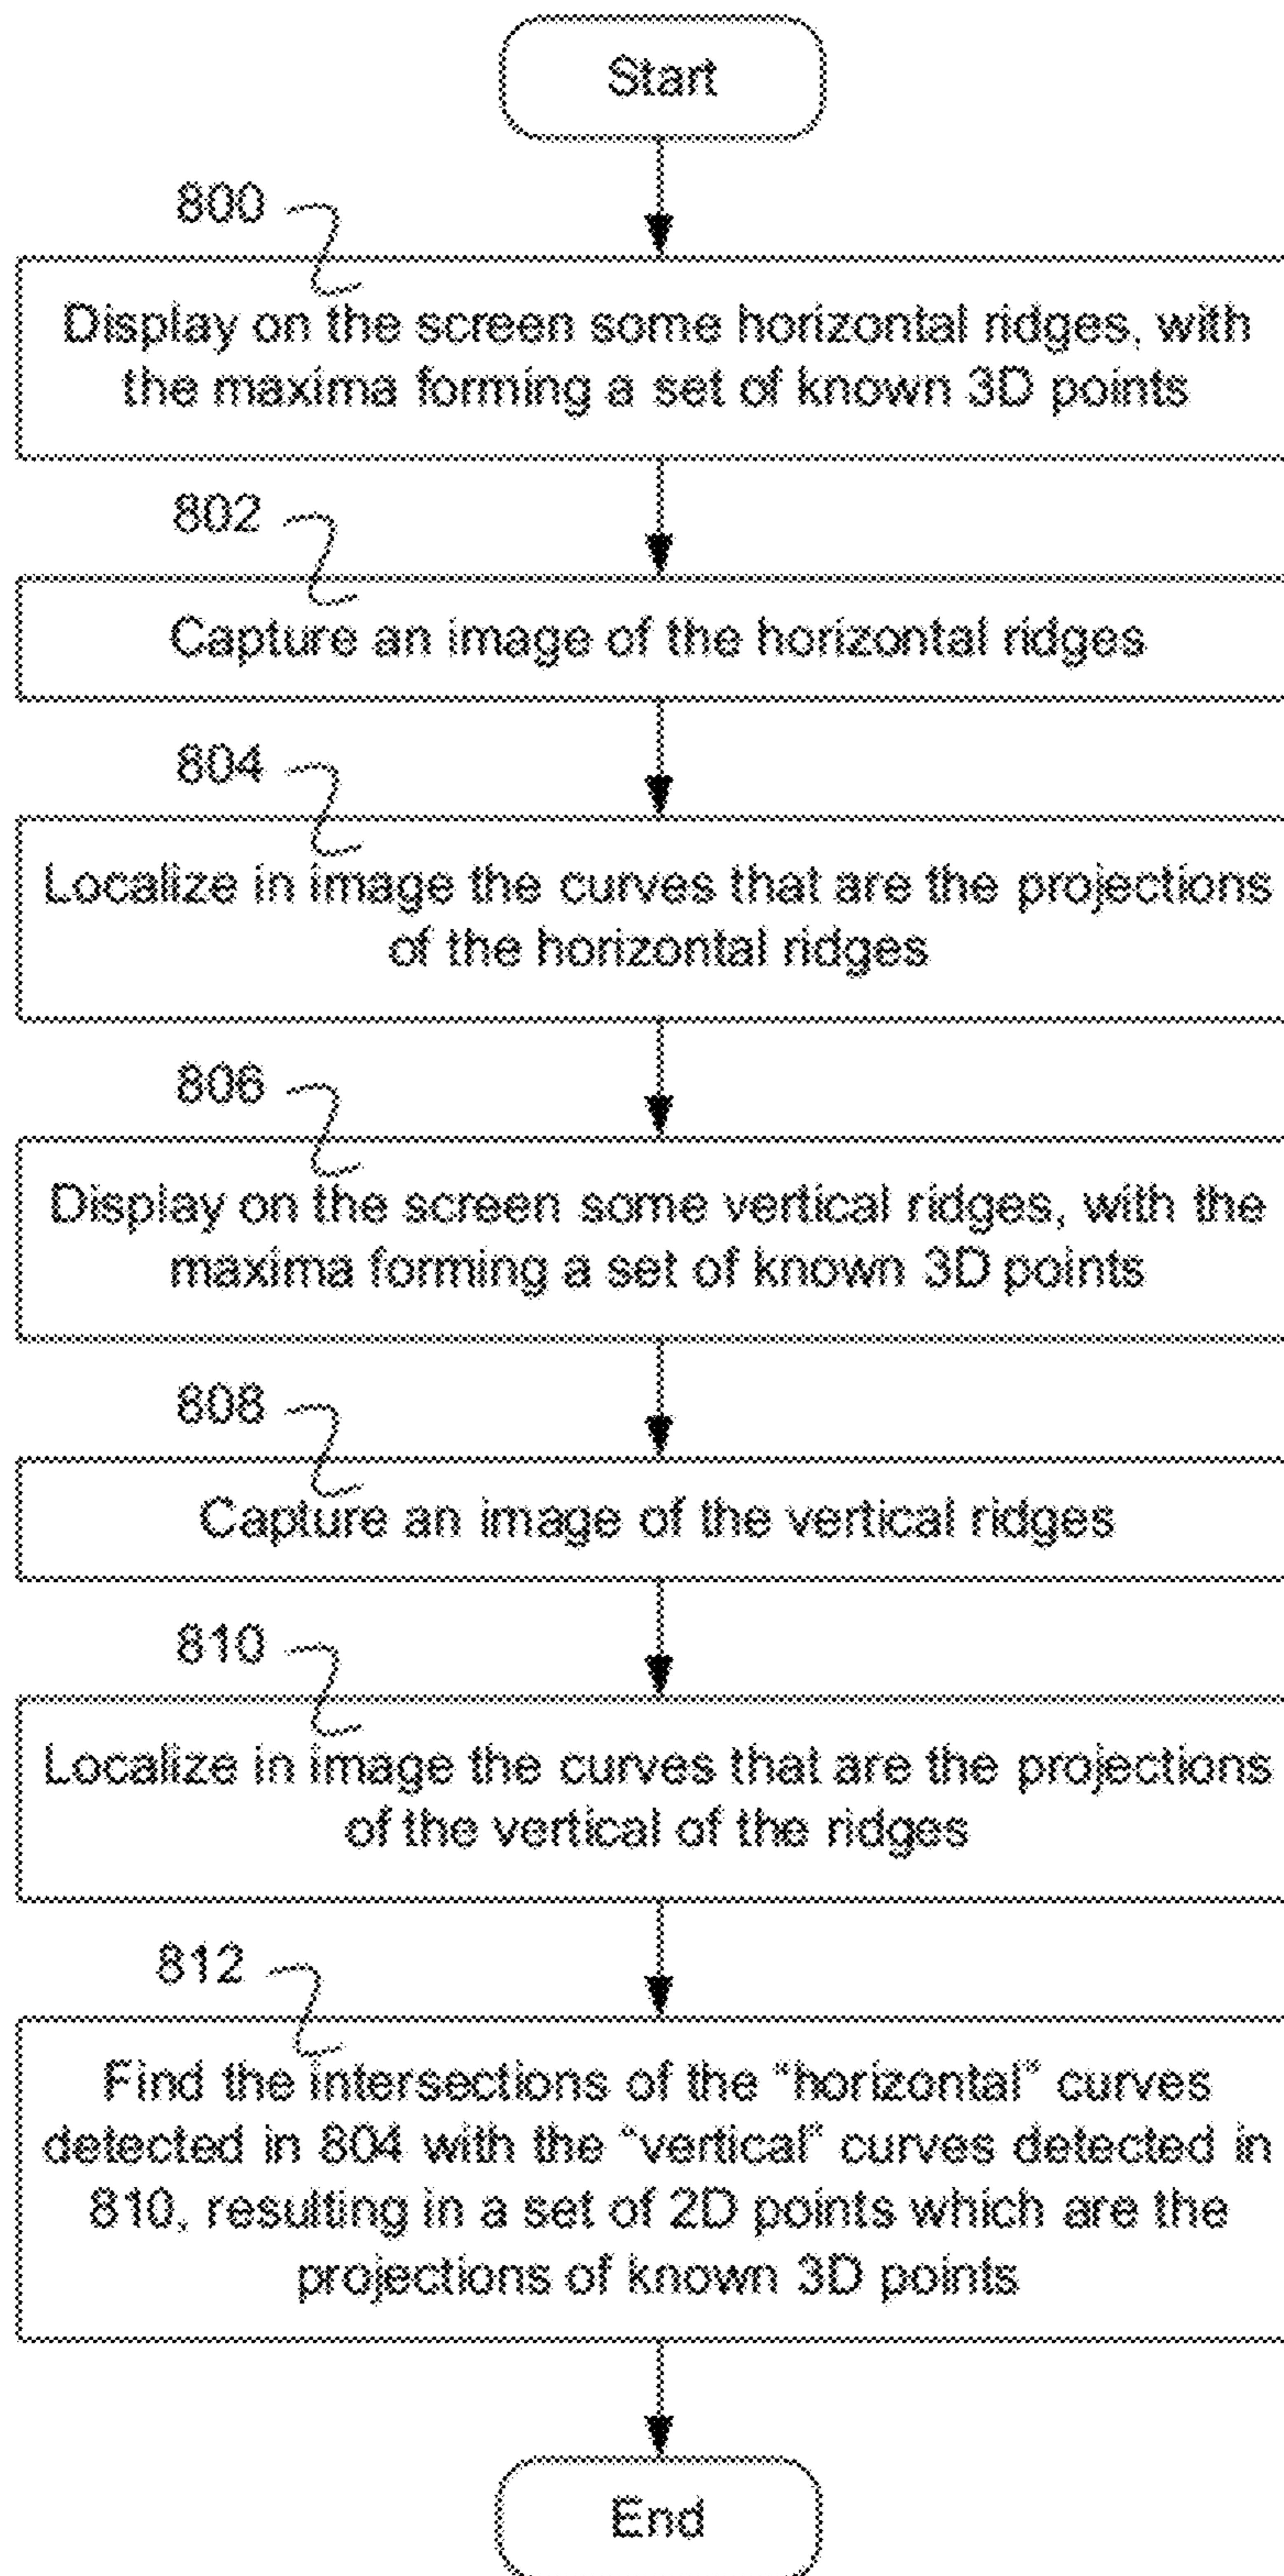 Start
800
Display on the screen some horizontal ridges, with
the maxima forming a set of known 3D points
802
Capture an image of the horizontal ridges
804
Localize in image the curves that are the projections
of the horizontal ridges
806
Display on the screen some vertical ridges, with the
maxima forming a set of known 3D points
808
Capture an image of the vertical ridges
810
Localize in image the curves that are the projections
of the vertical of the ridges
812
Find the intersections of the “horizontal” curves
detected in 804 with the “vertical” curves detected in
810, resulting in a set of 2D points which are the
projections of known 3D points
End